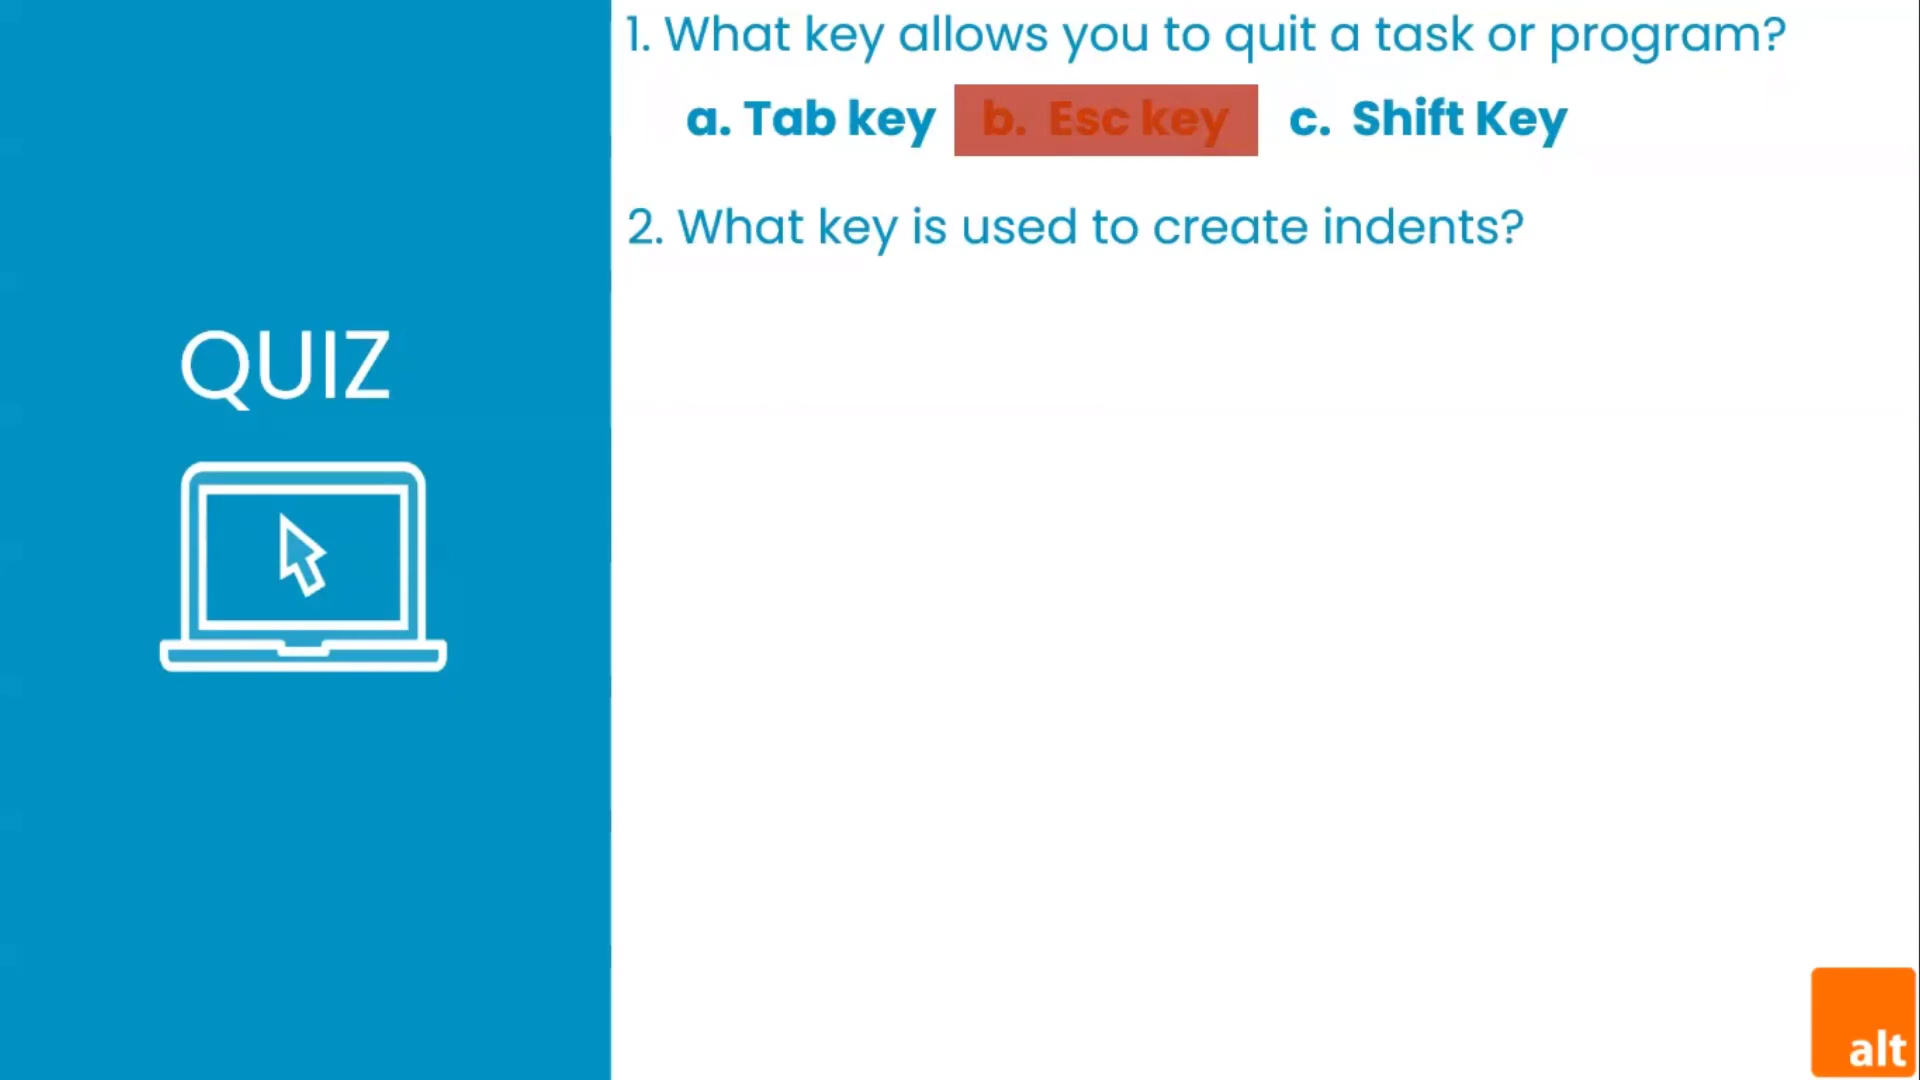 QUIZ
1. What key allows you to quit a task or program?
a. Tab key b. Esc key c. Shift Key
2. What key is used to create indents?
alt